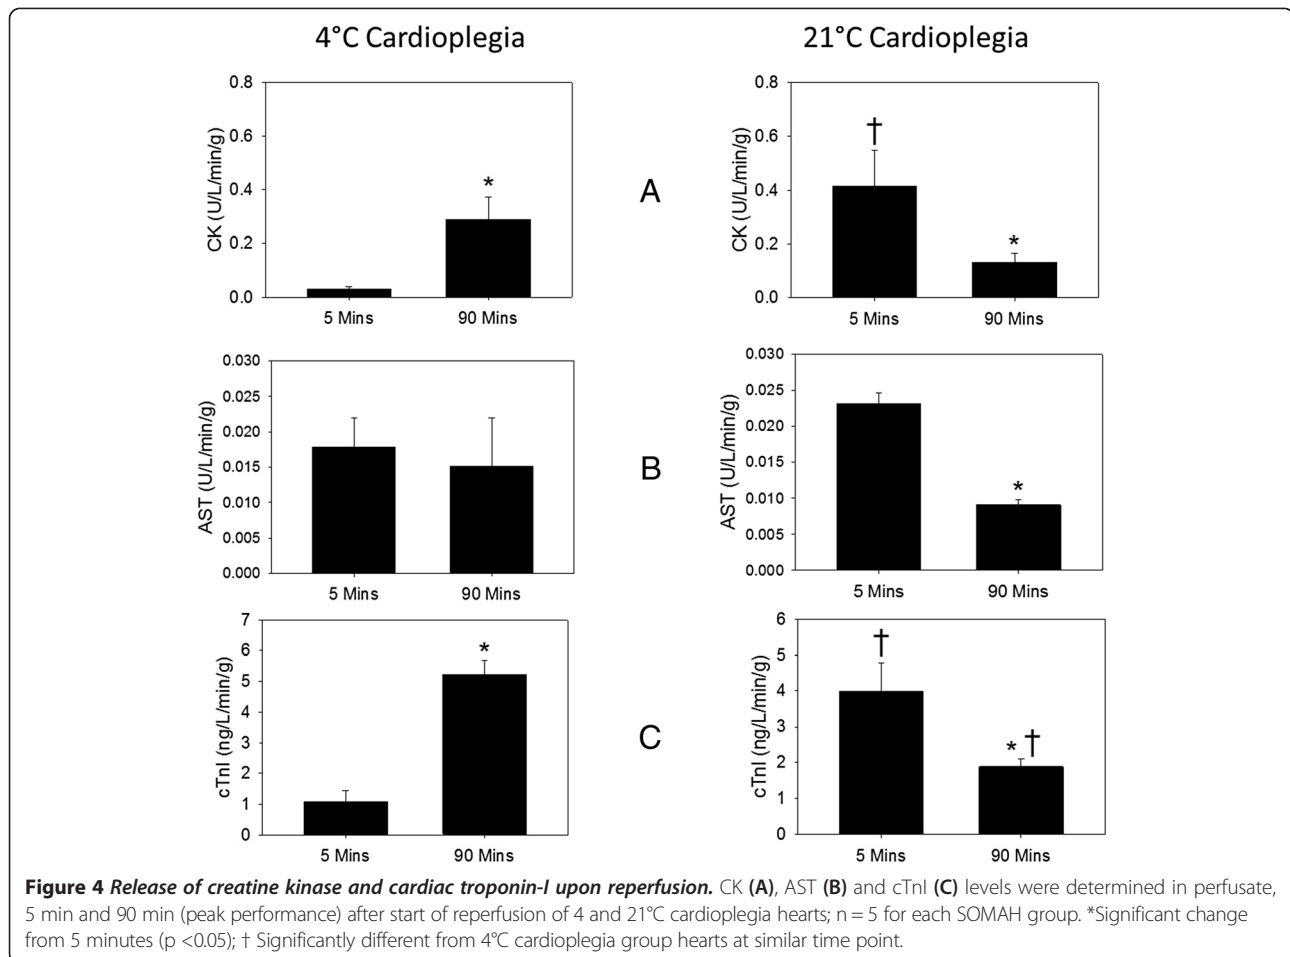 4°C Cardioplegia
21°C Cardioplegia
0.8
0.6
0.4
0.2
0.0
CK (U/L/min/g)
*
5 Mins
90 Mins
A
0.8
0.6
0.4
0.2
0.0
CK (U/L/min/g)
†
*
5 Mins
90 Mins
0.030
0.025
0.020
0.015
0.010
0.005
0.000
AST (U/L/min/g)
5 Mins
90 Mins
B
0.030
0.025
0.020
0.015
0.010
0.005
0.000
AST (U/L/min/g)
*
5 Mins
90 Mins
7
6
5
4
3
2
1
0
cTnI (ng/L/min/g)
*
5 Mins
90 Mins
C
6
5
4
3
2
1
0
cTnI (ng/L/min/g)
†
* †
5 Mins
90 Mins
Figure 4 Release of creatine kinase and cardiac troponin-I upon reperfusion. CK (A), AST (B) and cTnI (C) levels were determined in perfusate,
5 min and 90 min (peak performance) after start of reperfusion of 4 and 21°C cardioplegia hearts; n = 5 for each SOMAH group. *Significant change
from 5 minutes (p <0.05); † Significantly different from 4°C cardioplegia group hearts at similar time point.